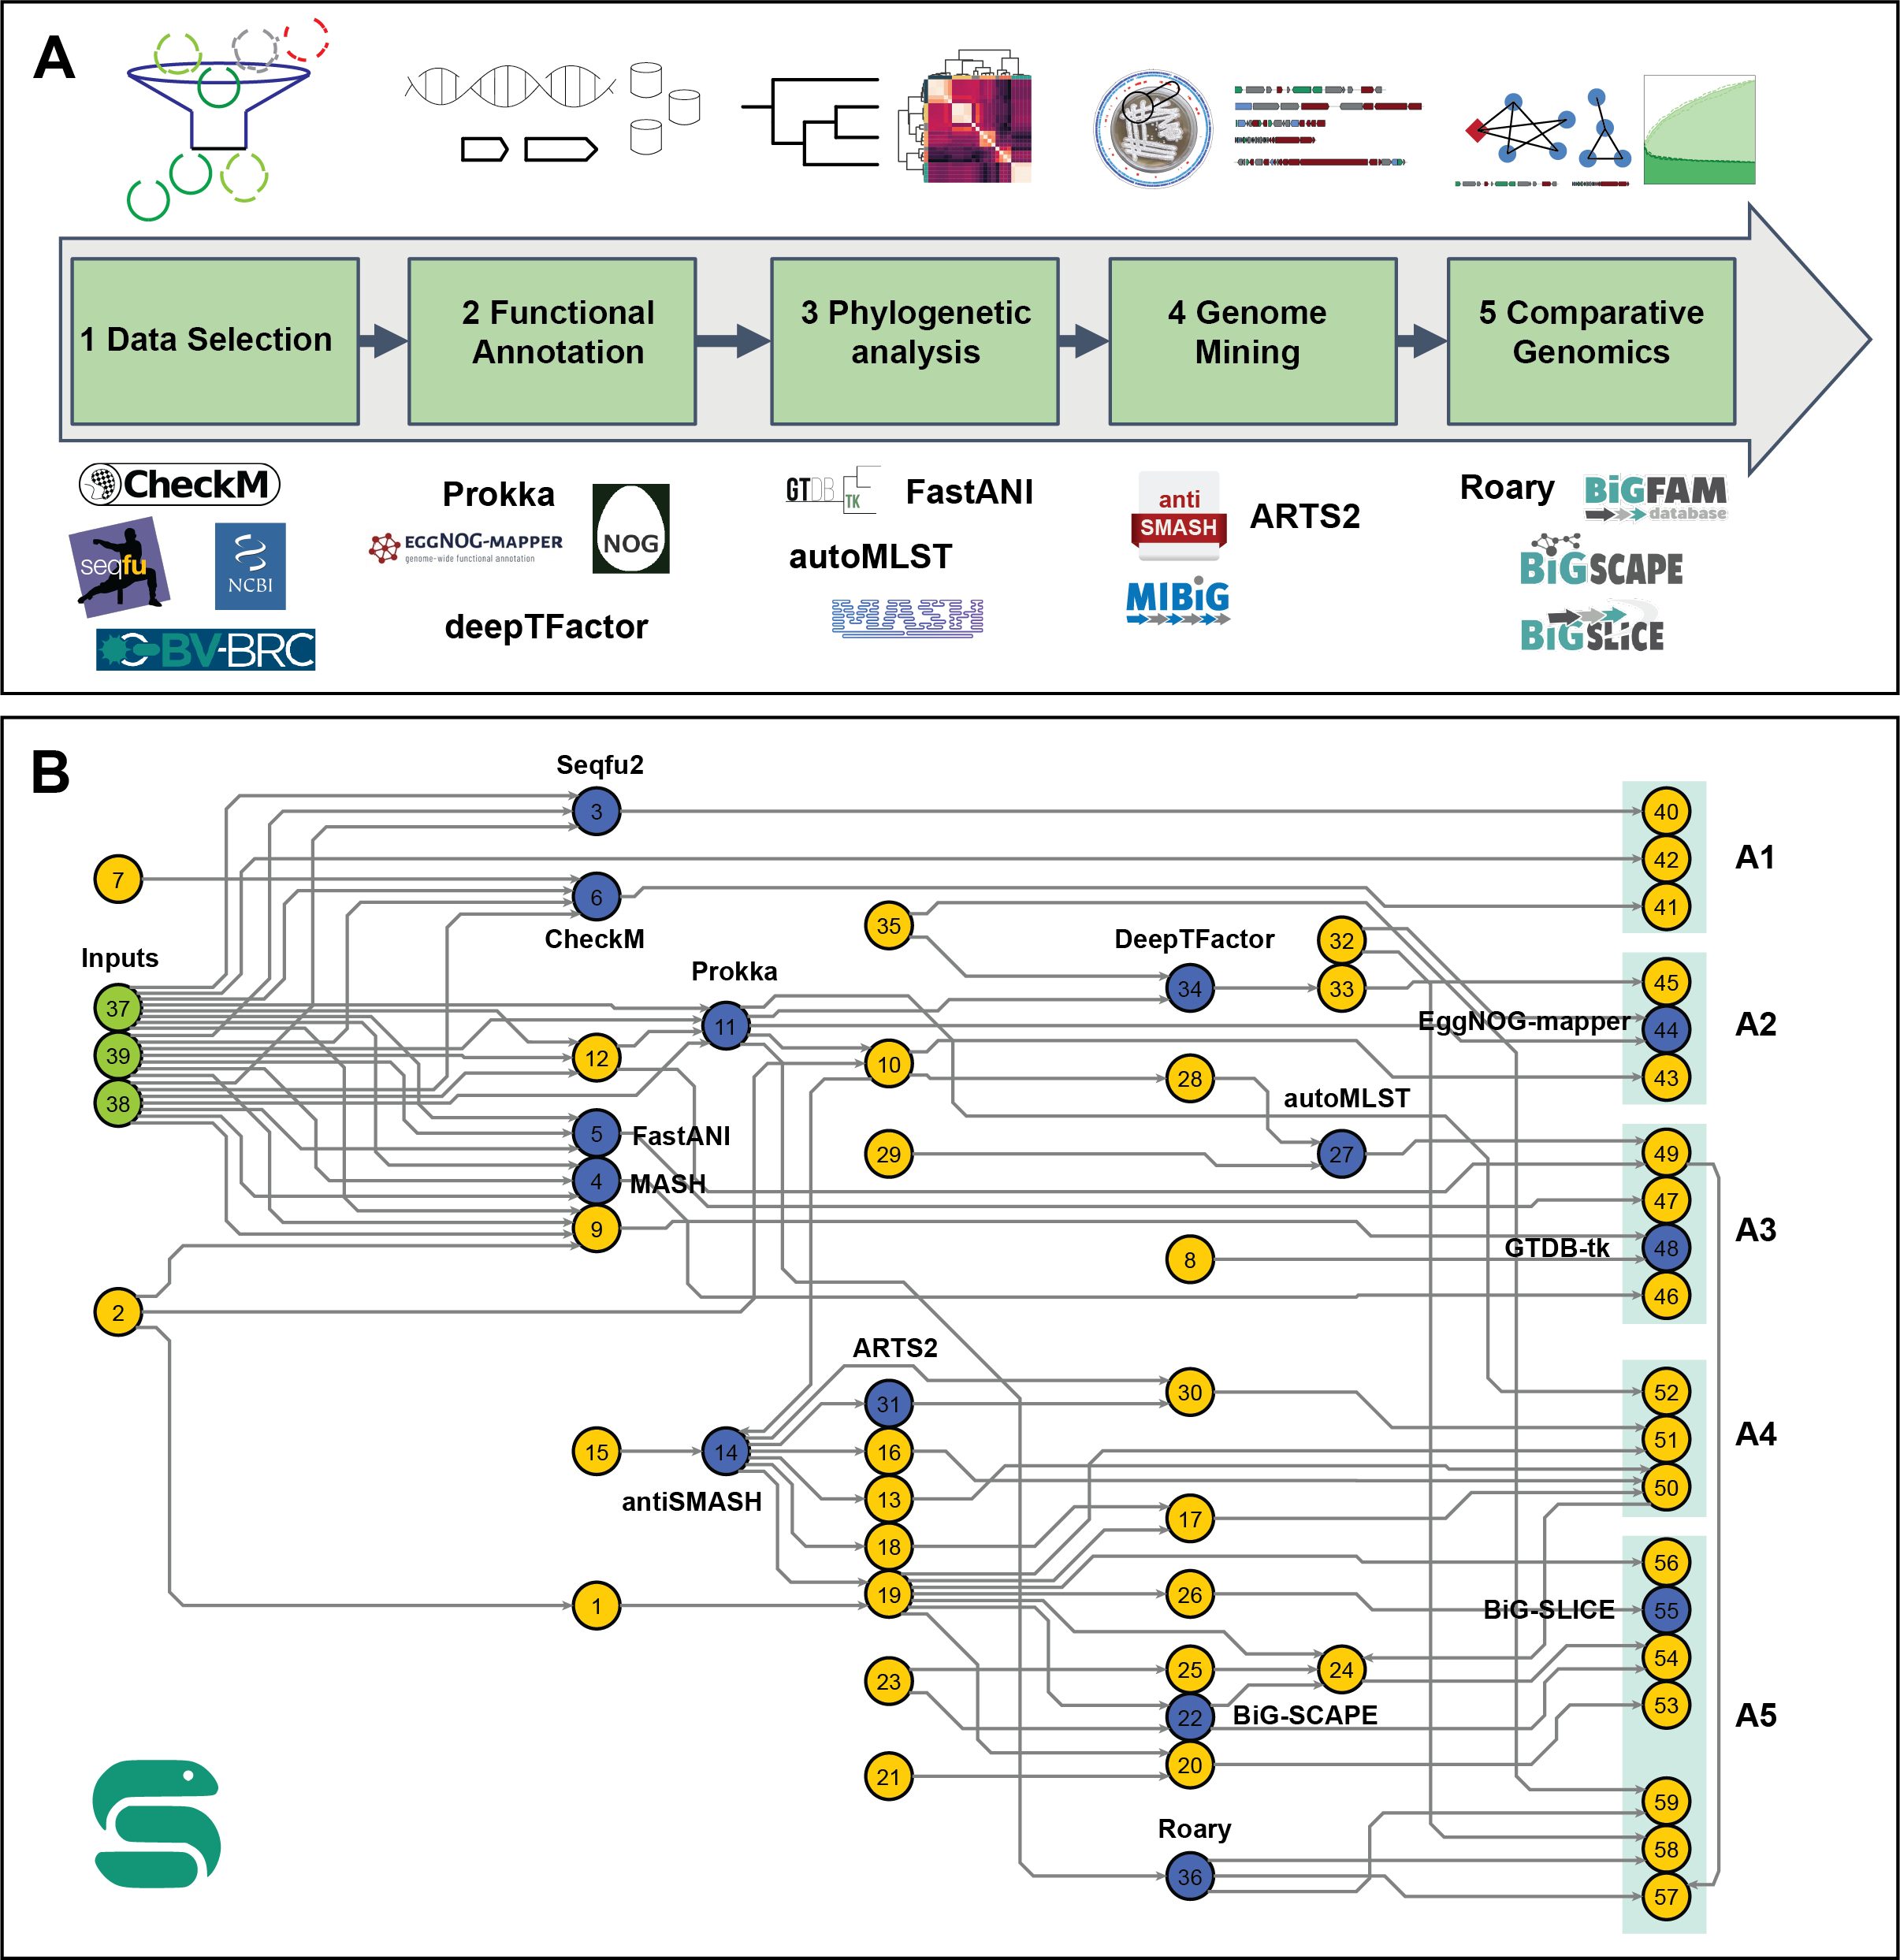 A
1 Data Selection
2 Functional
Annotation
3 Phylogenetic
analysis
4 Genome
Mining
5 Comparative
Genomics
CheckM
seqfu
NCBI
BV-BRC
Prokka
EGGNOG-MAPPER
genome-wide functional annotation
NOG
deepTFactor
GTDB
TK
FastANI
autoMLST
MASH
anti
SMASH
ARTS2
MIBiG
Roary
BiGFAM
database
BiGSCAPE
BiGSLiCE
B
Seqfu2
3
40
A1
42
7
6
41
CheckM
35
Inputs
DeepTFactor
32
Prokka
37
34
33
45
11
EggNOG-mapper
44
A2
39
12
10
28
43
38
autoMLST
5
FastANI
29
27
49
4
MASH
47
9
A3
8
GTDB-tk
48
46
2
ARTS2
30
52
31
15
14
16
51
A4
antiSMASH
13
50
17
18
56
1
19
26
BiG-SLICE
55
23
25
24
54
22
BiG-SCAPE
53
A5
21
20
59
Roary
58
36
57